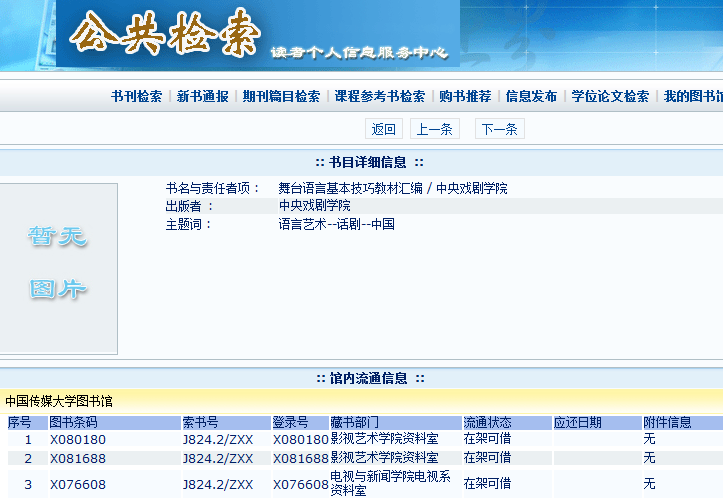 公共检索 读者个人信息服务中心
书刊检索 | 新书通报 | 期刊篇目检索 | 课程参考书检索 | 购书推荐 | 信息发布 | 学位论文检索 | 我的图书馆
返回 上一条 下一条
:: 书目详细信息 ::
书名与责任者项： 舞台语言基本技巧教材汇编 / 中央戏剧学院
出版者 ： 中央戏剧学院
主题词： 语言艺术--话剧--中国
暂无
图片
:: 馆内流通信息 ::
中国传媒大学图书馆
序号 图书条码 索书号 登录号 藏书部门 流通状态 应还日期 附件信息
1 X080180 J824.2/ZXX X080180 影视艺术学院资料室 在架可借 无
2 X081688 J824.2/ZXX X081688 影视艺术学院资料室 在架可借 无
3 X076608 J824.2/ZXX X076608 电视与新闻学院电视系 在架可借 无
资料室